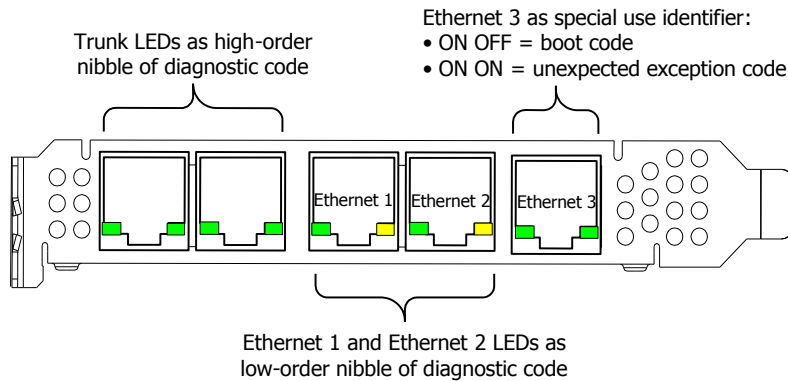 Ethernet 3 as special use identifier:
• ON OFF = boot code
• ON ON = unexpected exception code
Trunk LEDs as high-order
nibble of diagnostic code
Ethernet 1
Ethernet 2
Ethernet 3
Ethernet 1 and Ethernet 2 LEDs as
low-order nibble of diagnostic code